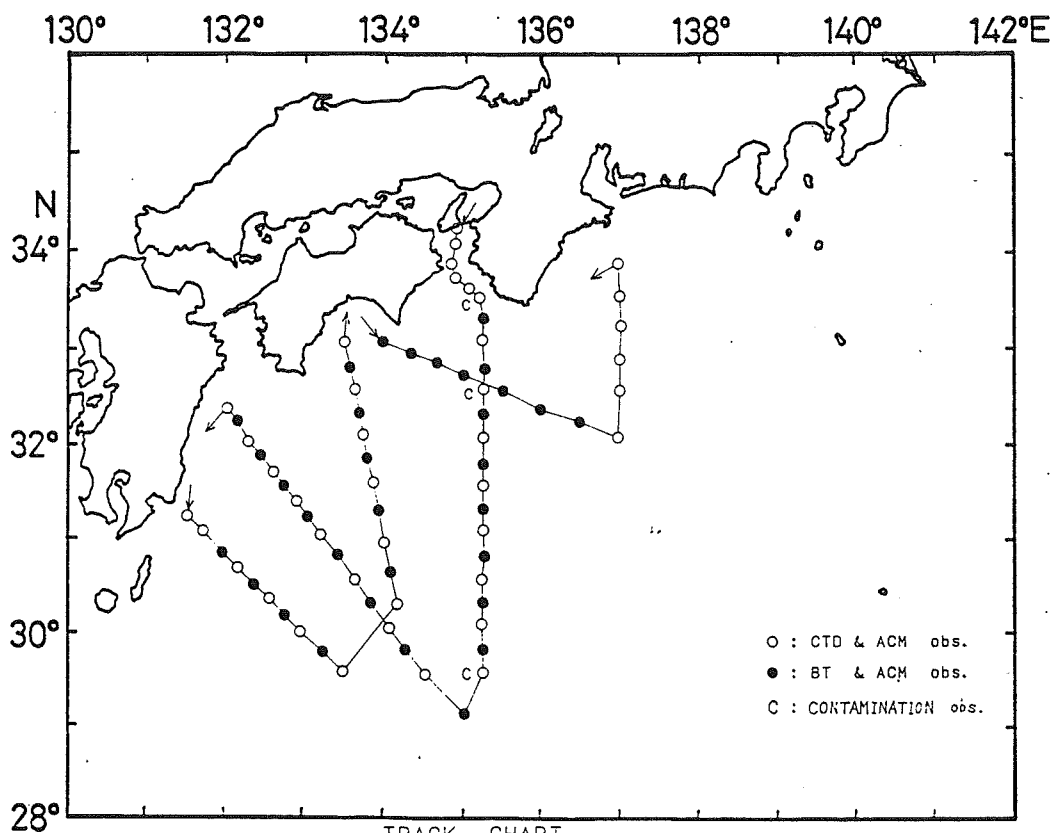 130° 132° 134° 136° 138° 140° 142°E
N
34°
C
C
32°
30°
C
○ : CTD & ACM obs.
● : BT & ACM obs.
C : CONTAMINATION obs.
28°
TRACK CHART